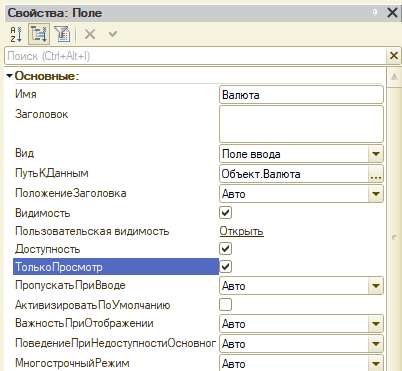 Свойства: Поле
Поиск (Ctrl+Alt+I)
Основные:
Имя Валюта
Заголовок
Вид Поле ввода
ПутьКДанным Объект.Валюта ...
ПоложениеЗаголовка Авто
Видимость
Пользовательская видимость Открыть
Доступность
ТолькоПросмотр
ПропускатьПриВводе Авто
АктивизироватьПоУмолчанию
ВажностьПриОтображении Авто
ПоведениеПриНедоступностиОсновног Авто
МногострочныйРежим Авто